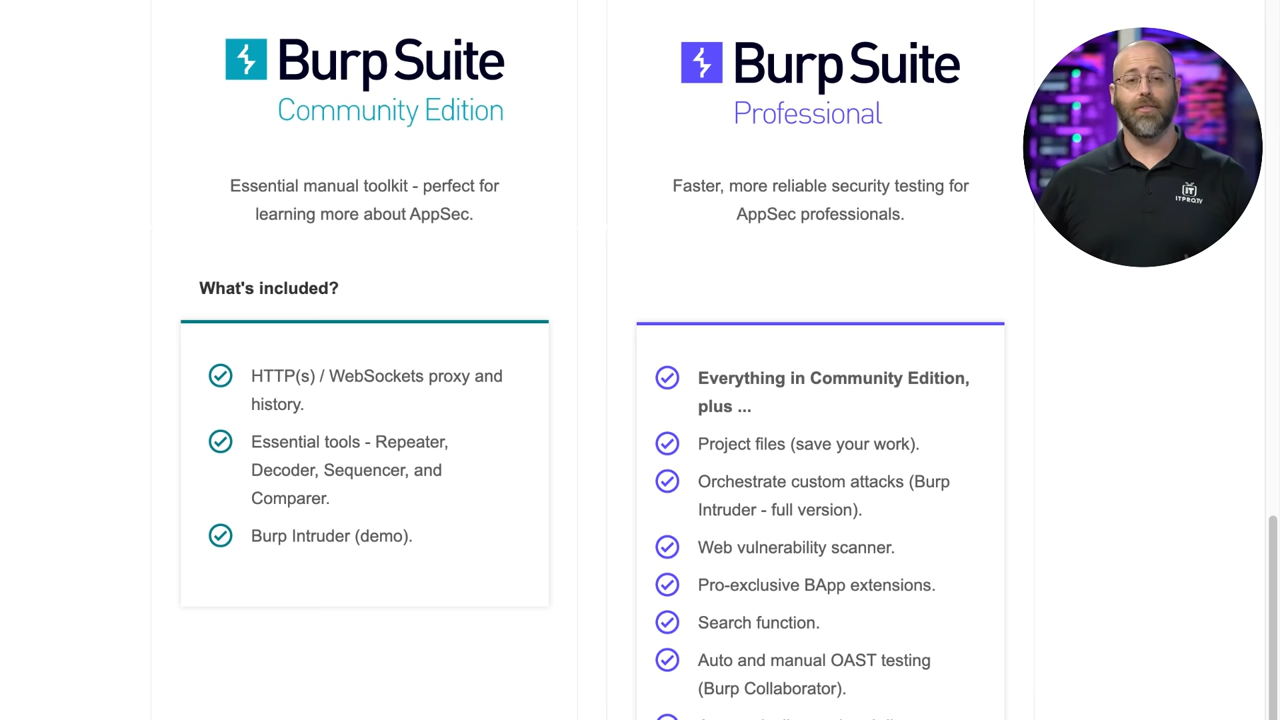 Burp Suite
Community Edition
Essential manual toolkit - perfect for
learning more about AppSec.
What's included?
HTTP(s) / WebSockets proxy and
history.
Essential tools - Repeater,
Decoder, Sequencer, and
Comparer.
Burp Intruder (demo).
Burp Suite
Professional
Faster, more reliable security testing for
AppSec professionals.
Everything in Community Edition,
plus ...
Project files (save your work).
Orchestrate custom attacks (Burp
Intruder - full version).
Web vulnerability scanner.
Pro-exclusive BApp extensions.
Search function.
Auto and manual OAST testing
(Burp Collaborator).
IT
ITPRO.TV